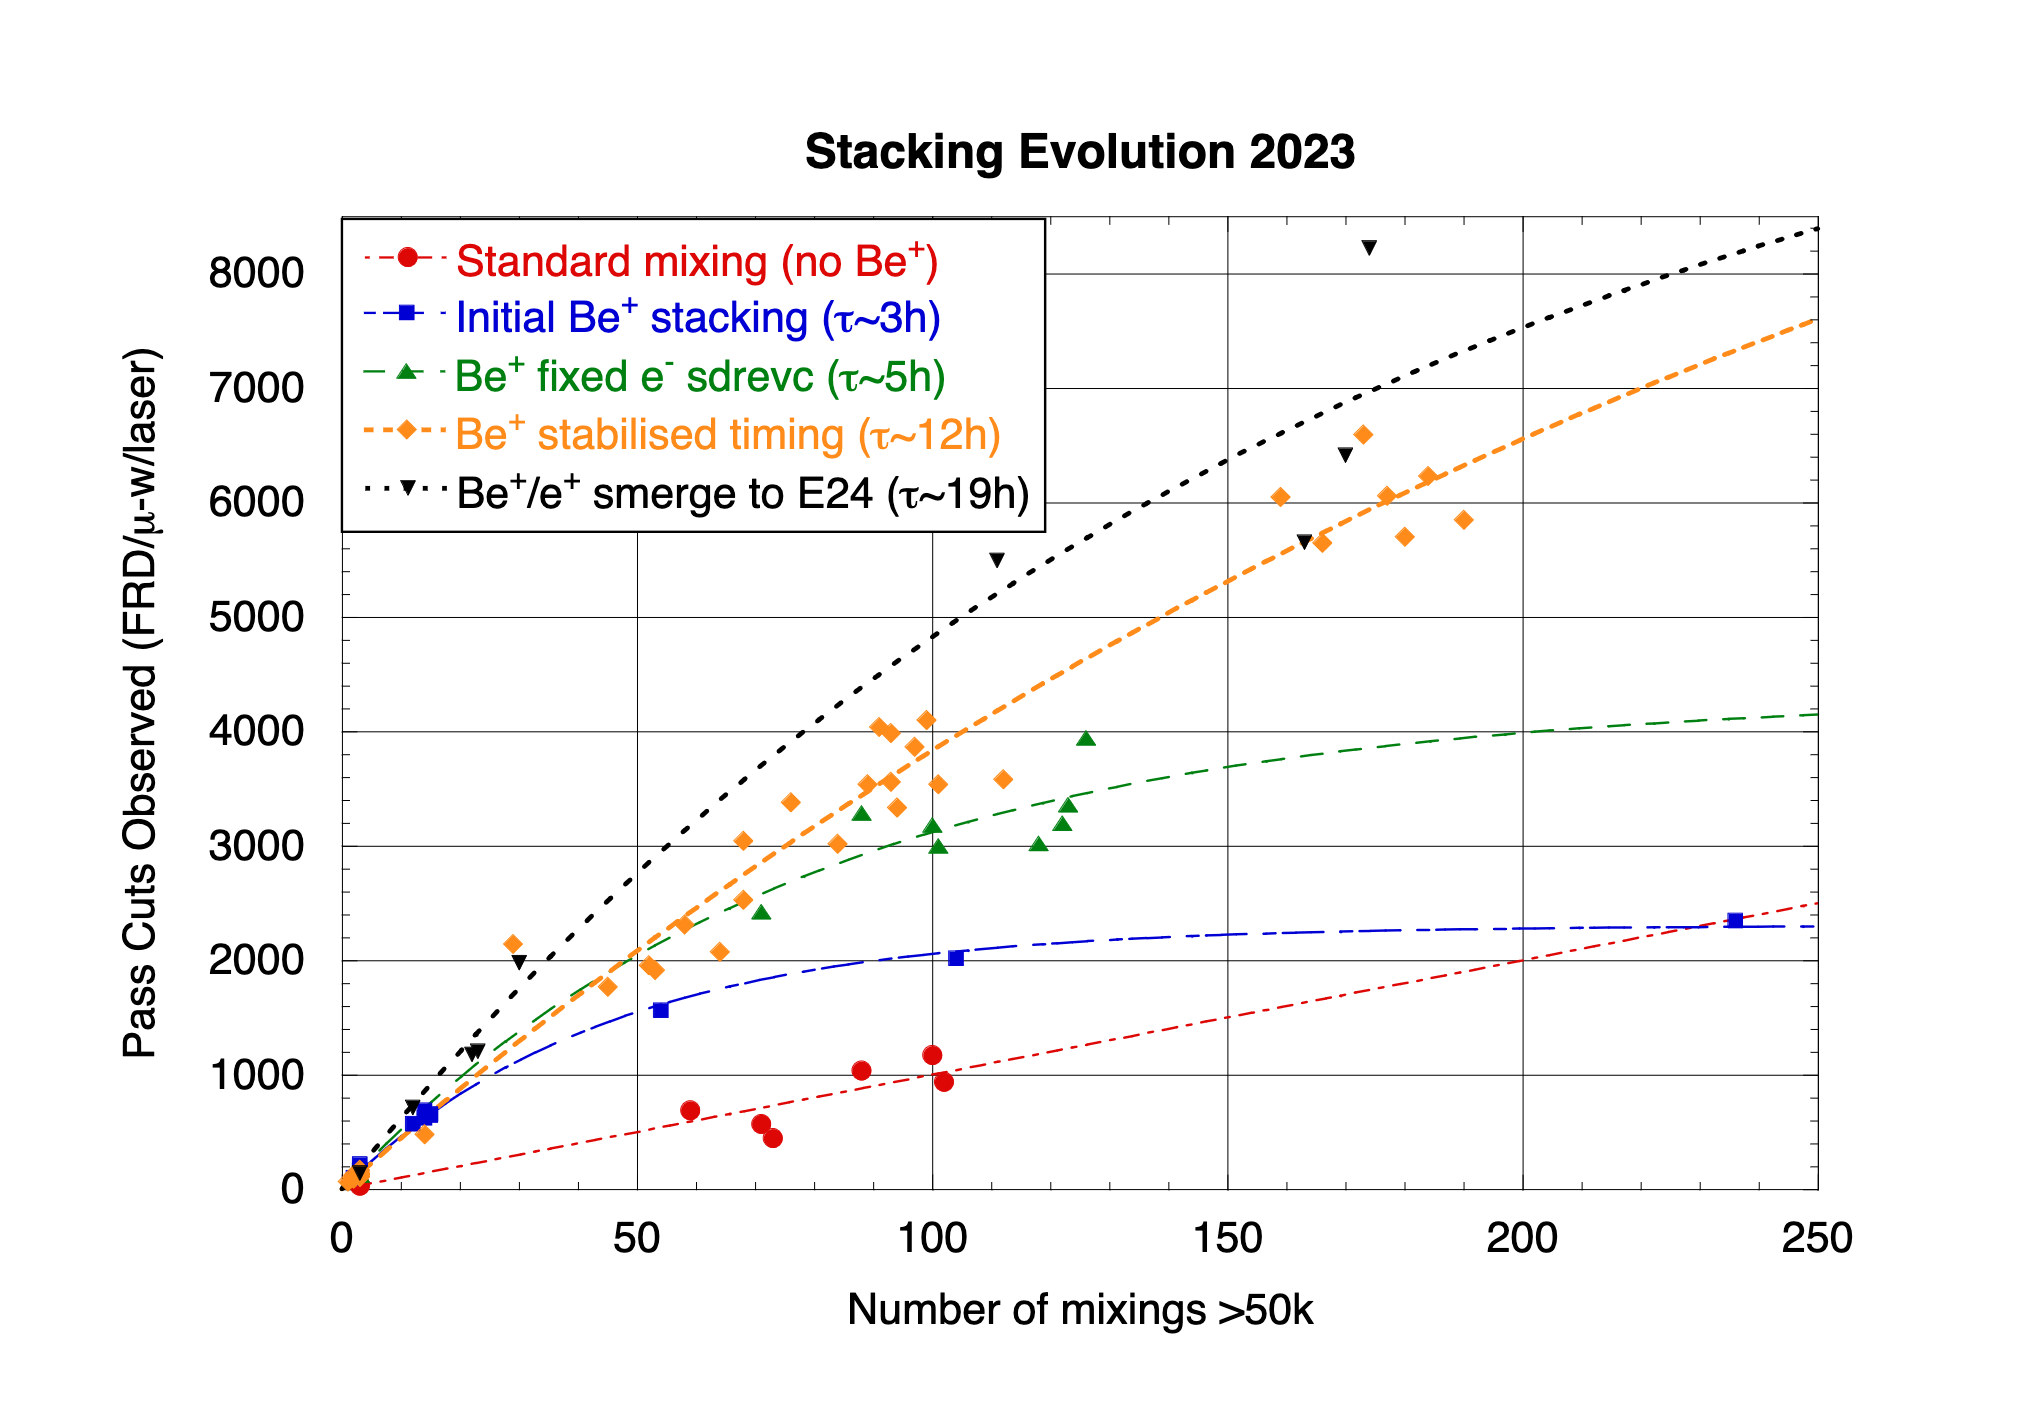 Stacking Evolution 2023
Standard mixing (no Be⁺)
Initial Be⁺ stacking (τ~3h)
Be⁺ fixed e⁻ sdrevc (τ~5h)
Be⁺ stabilised timing (τ~12h)
Be⁺/e⁺ smerge to E24 (τ~19h)
Pass Cuts Observed (FRD/μ-w/laser)
8000
7000
6000
5000
4000
3000
2000
1000
0
0 50 100 150 200 250
Number of mixings >50k